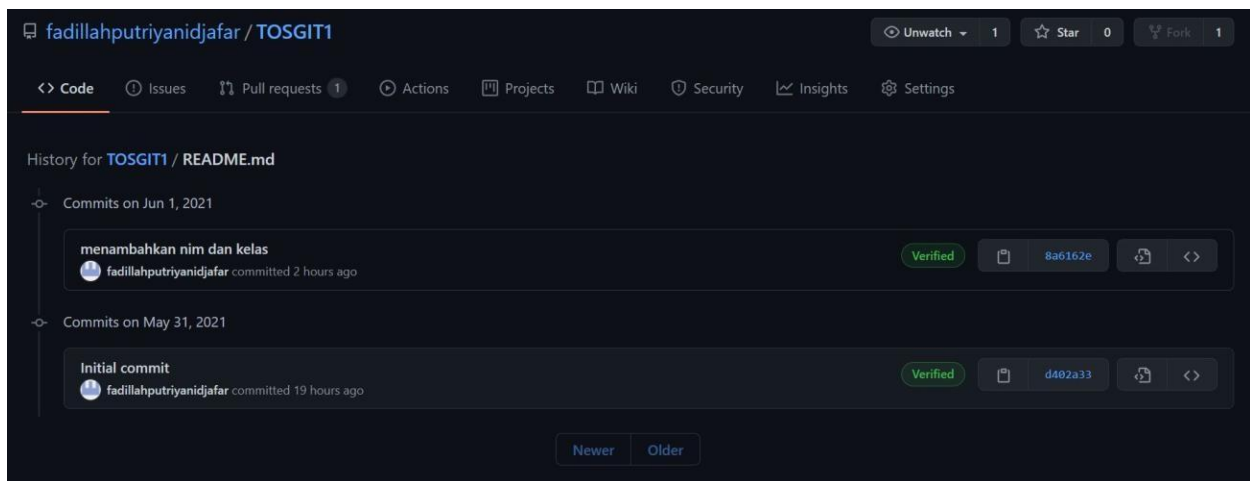 fadillahputriyanidjafar / TOSGIT1
Unwatch 1 Star 0 Fork 1
<> Code Issues Pull requests 1 Actions Projects Wiki Security Insights Settings
History for TOSGIT1 / README.md
Commits on Jun 1, 2021
menambahkan nim dan kelas
Verified 8a6162e <>
fadillahputriyanidjafar committed 2 hours ago
Commits on May 31, 2021
Initial commit
Verified d402a33 <>
fadillahputriyanidjafar committed 19 hours ago
Newer Older